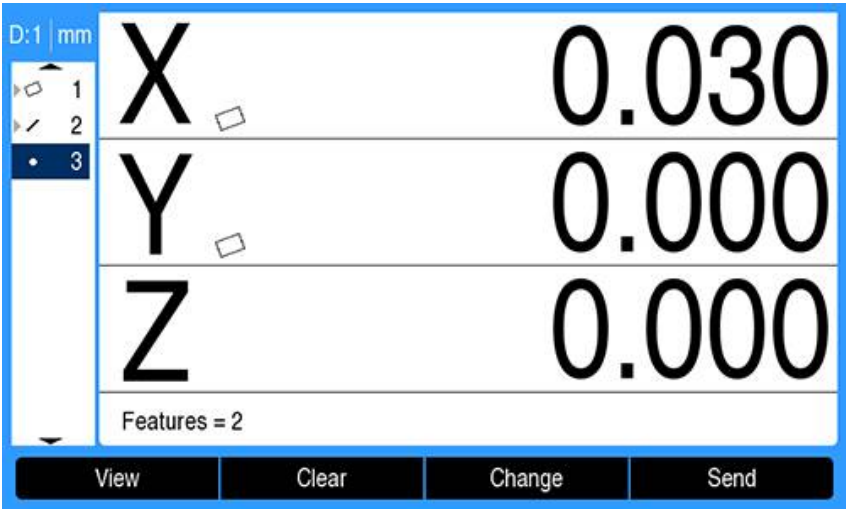 D:1 mm
1
2
3
X 0.030
Y 0.000
Z 0.000
Features = 2
View Clear Change Send